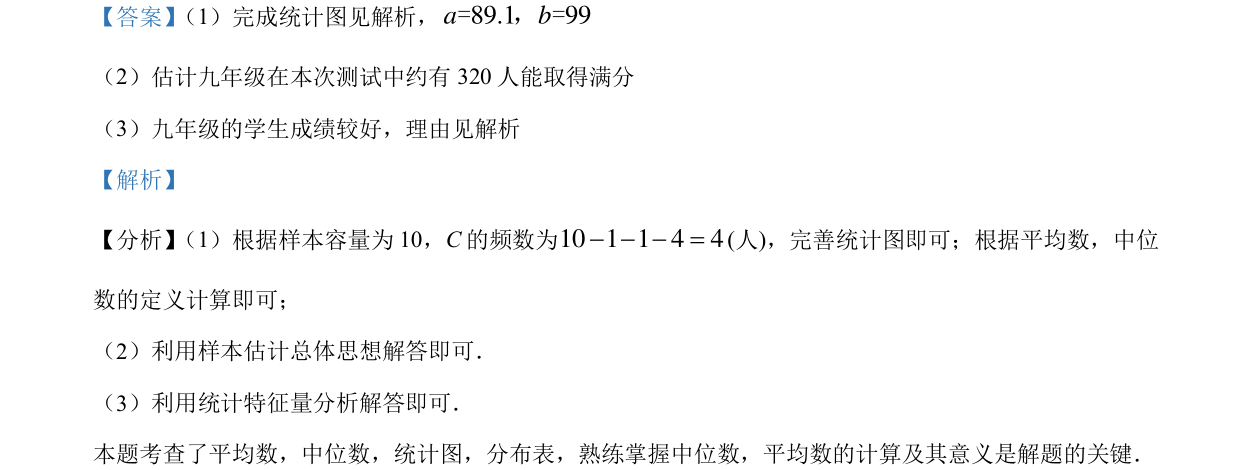 【答案】（1）完成统计图见解析，a=89.1，b=99
（2）估计九年级在本次测试中约有 320 人能取得满分
（3）九年级的学生成绩较好，理由见解析
【解析】
【分析】（1）根据样本容量为 10，C 的频数为10−1−1−4=4(人)，完善统计图即可；根据平均数，中位
数的定义计算即可；
（2）利用样本估计总体思想解答即可．
（3）利用统计特征量分析解答即可．
本题考查了平均数，中位数，统计图，分布表，熟练掌握中位数，平均数的计算及其意义是解题的关键．